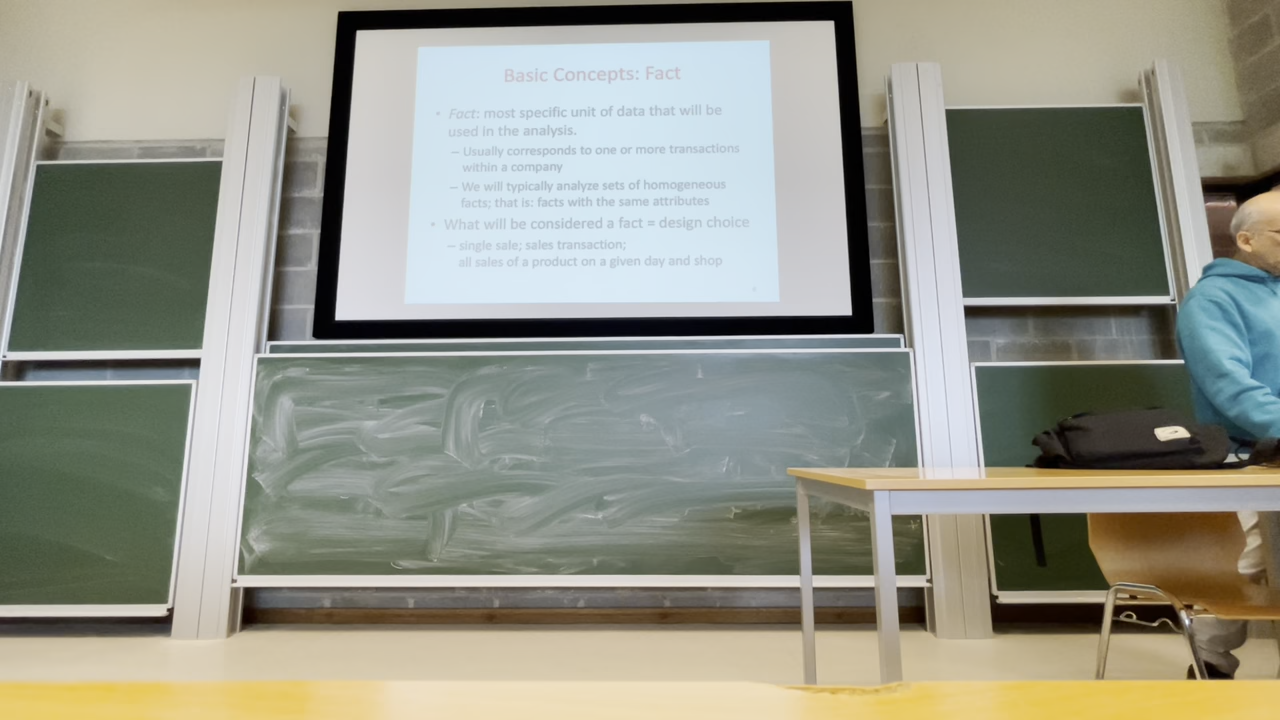 Basic Concepts: Fact
• Fact: most specific unit of data that will be
used in the analysis.
– Usually corresponds to one or more transactions
within a company
– We will typically analyze sets of homogeneous
facts; that is: facts with the same attributes
• What will be considered a fact = design choice
– single sale; sales transaction;
all sales of a product on a given day and shop